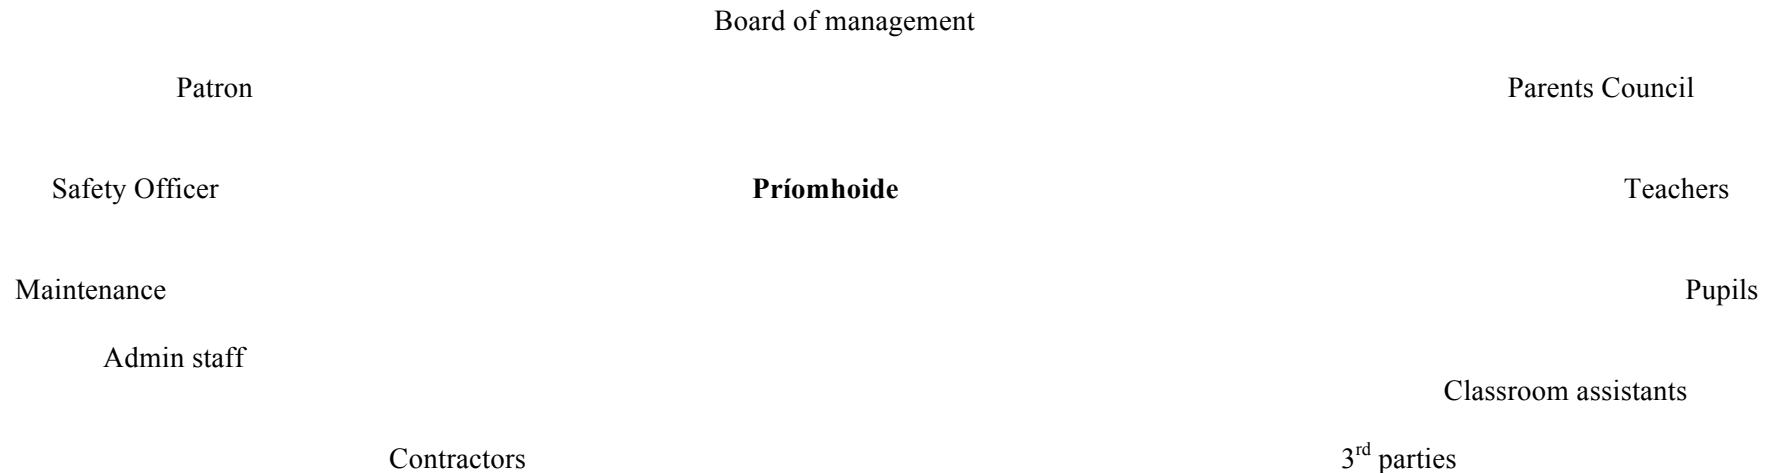 Board of management
Patron Parents Council
Safety Officer Príomhoide Teachers
Maintenance Pupils
Admin staff
Classroom assistants
Contractors 3rd parties